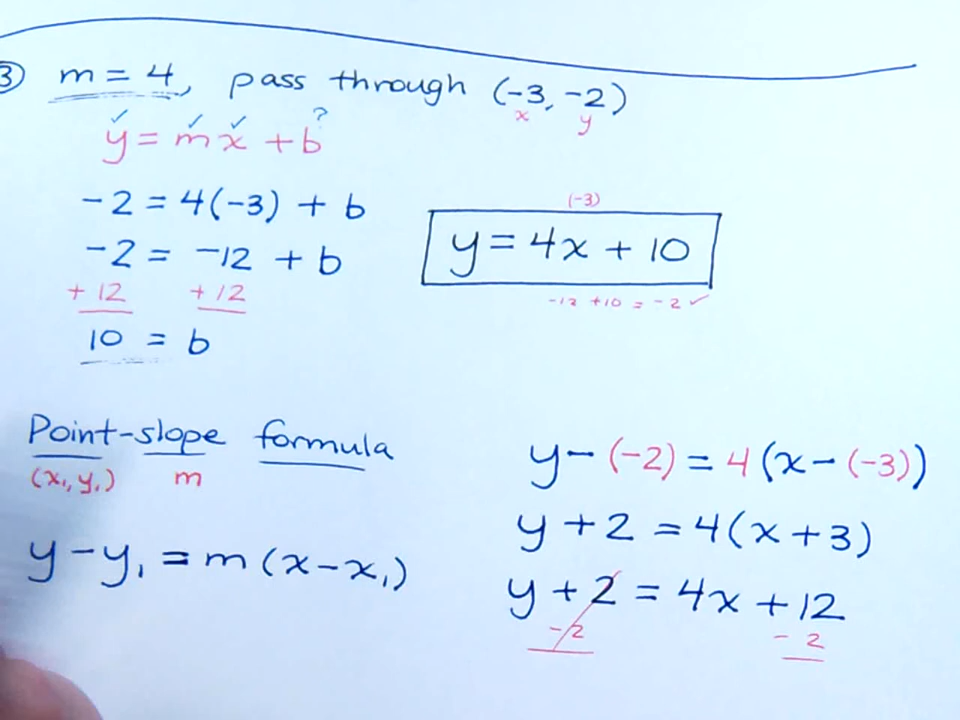 3 m = 4, pass through (-3, -2)
x y
✓ ✓ ✓ ?
y = mx + b
-2 = 4(-3) + b
-2 = -12 + b
+ 12 + 12
10 = b
(-3)
y = 4x + 10
-12 + 10 = -2 ✓
Point-slope formula
(x₁, y₁) m
y - y₁ = m (x - x₁)
y - (-2) = 4 (x - (-3))
y + 2 = 4(x + 3)
y + 2 = 4x + 12
-2 - 2